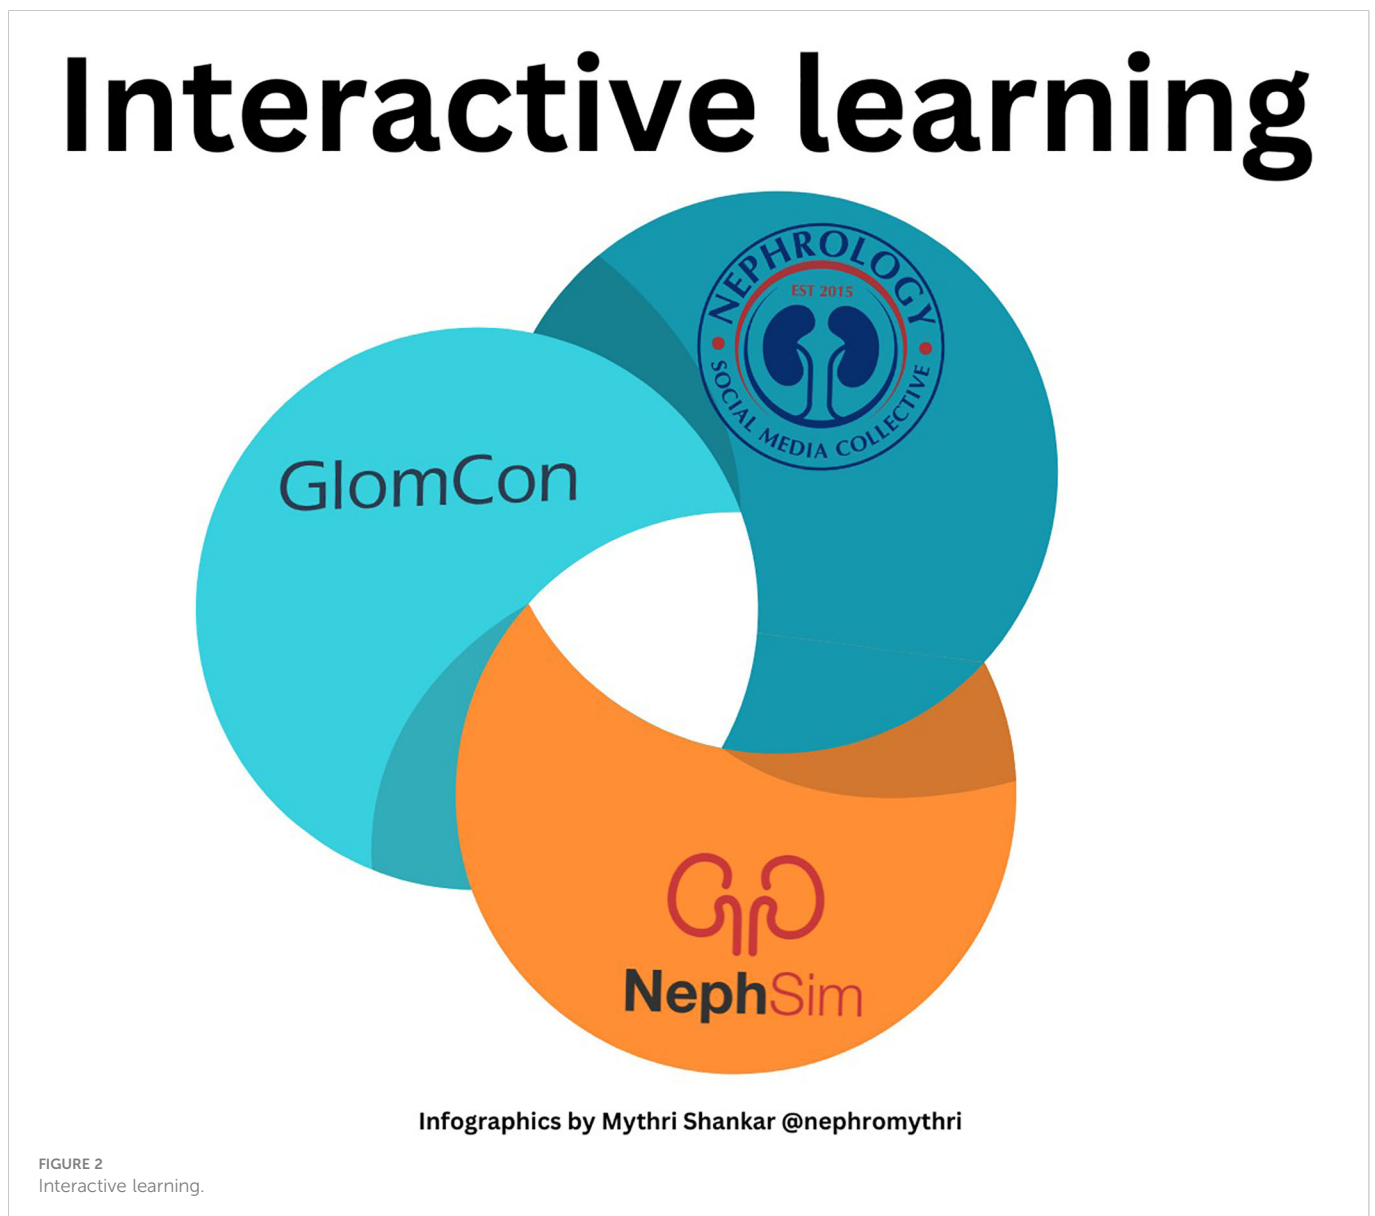 Interactive learning
NEPHROLOGY
EST 2015
SOCIAL MEDIA COLLECTIVE
GlomCon
NephSim
Infographics by Mythri Shankar @nephromythri
FIGURE 2
Interactive learning.